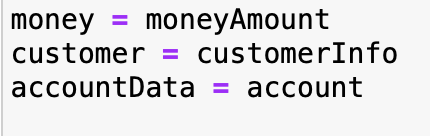 money = moneyAmount
customer = customerInfo
accountData = account